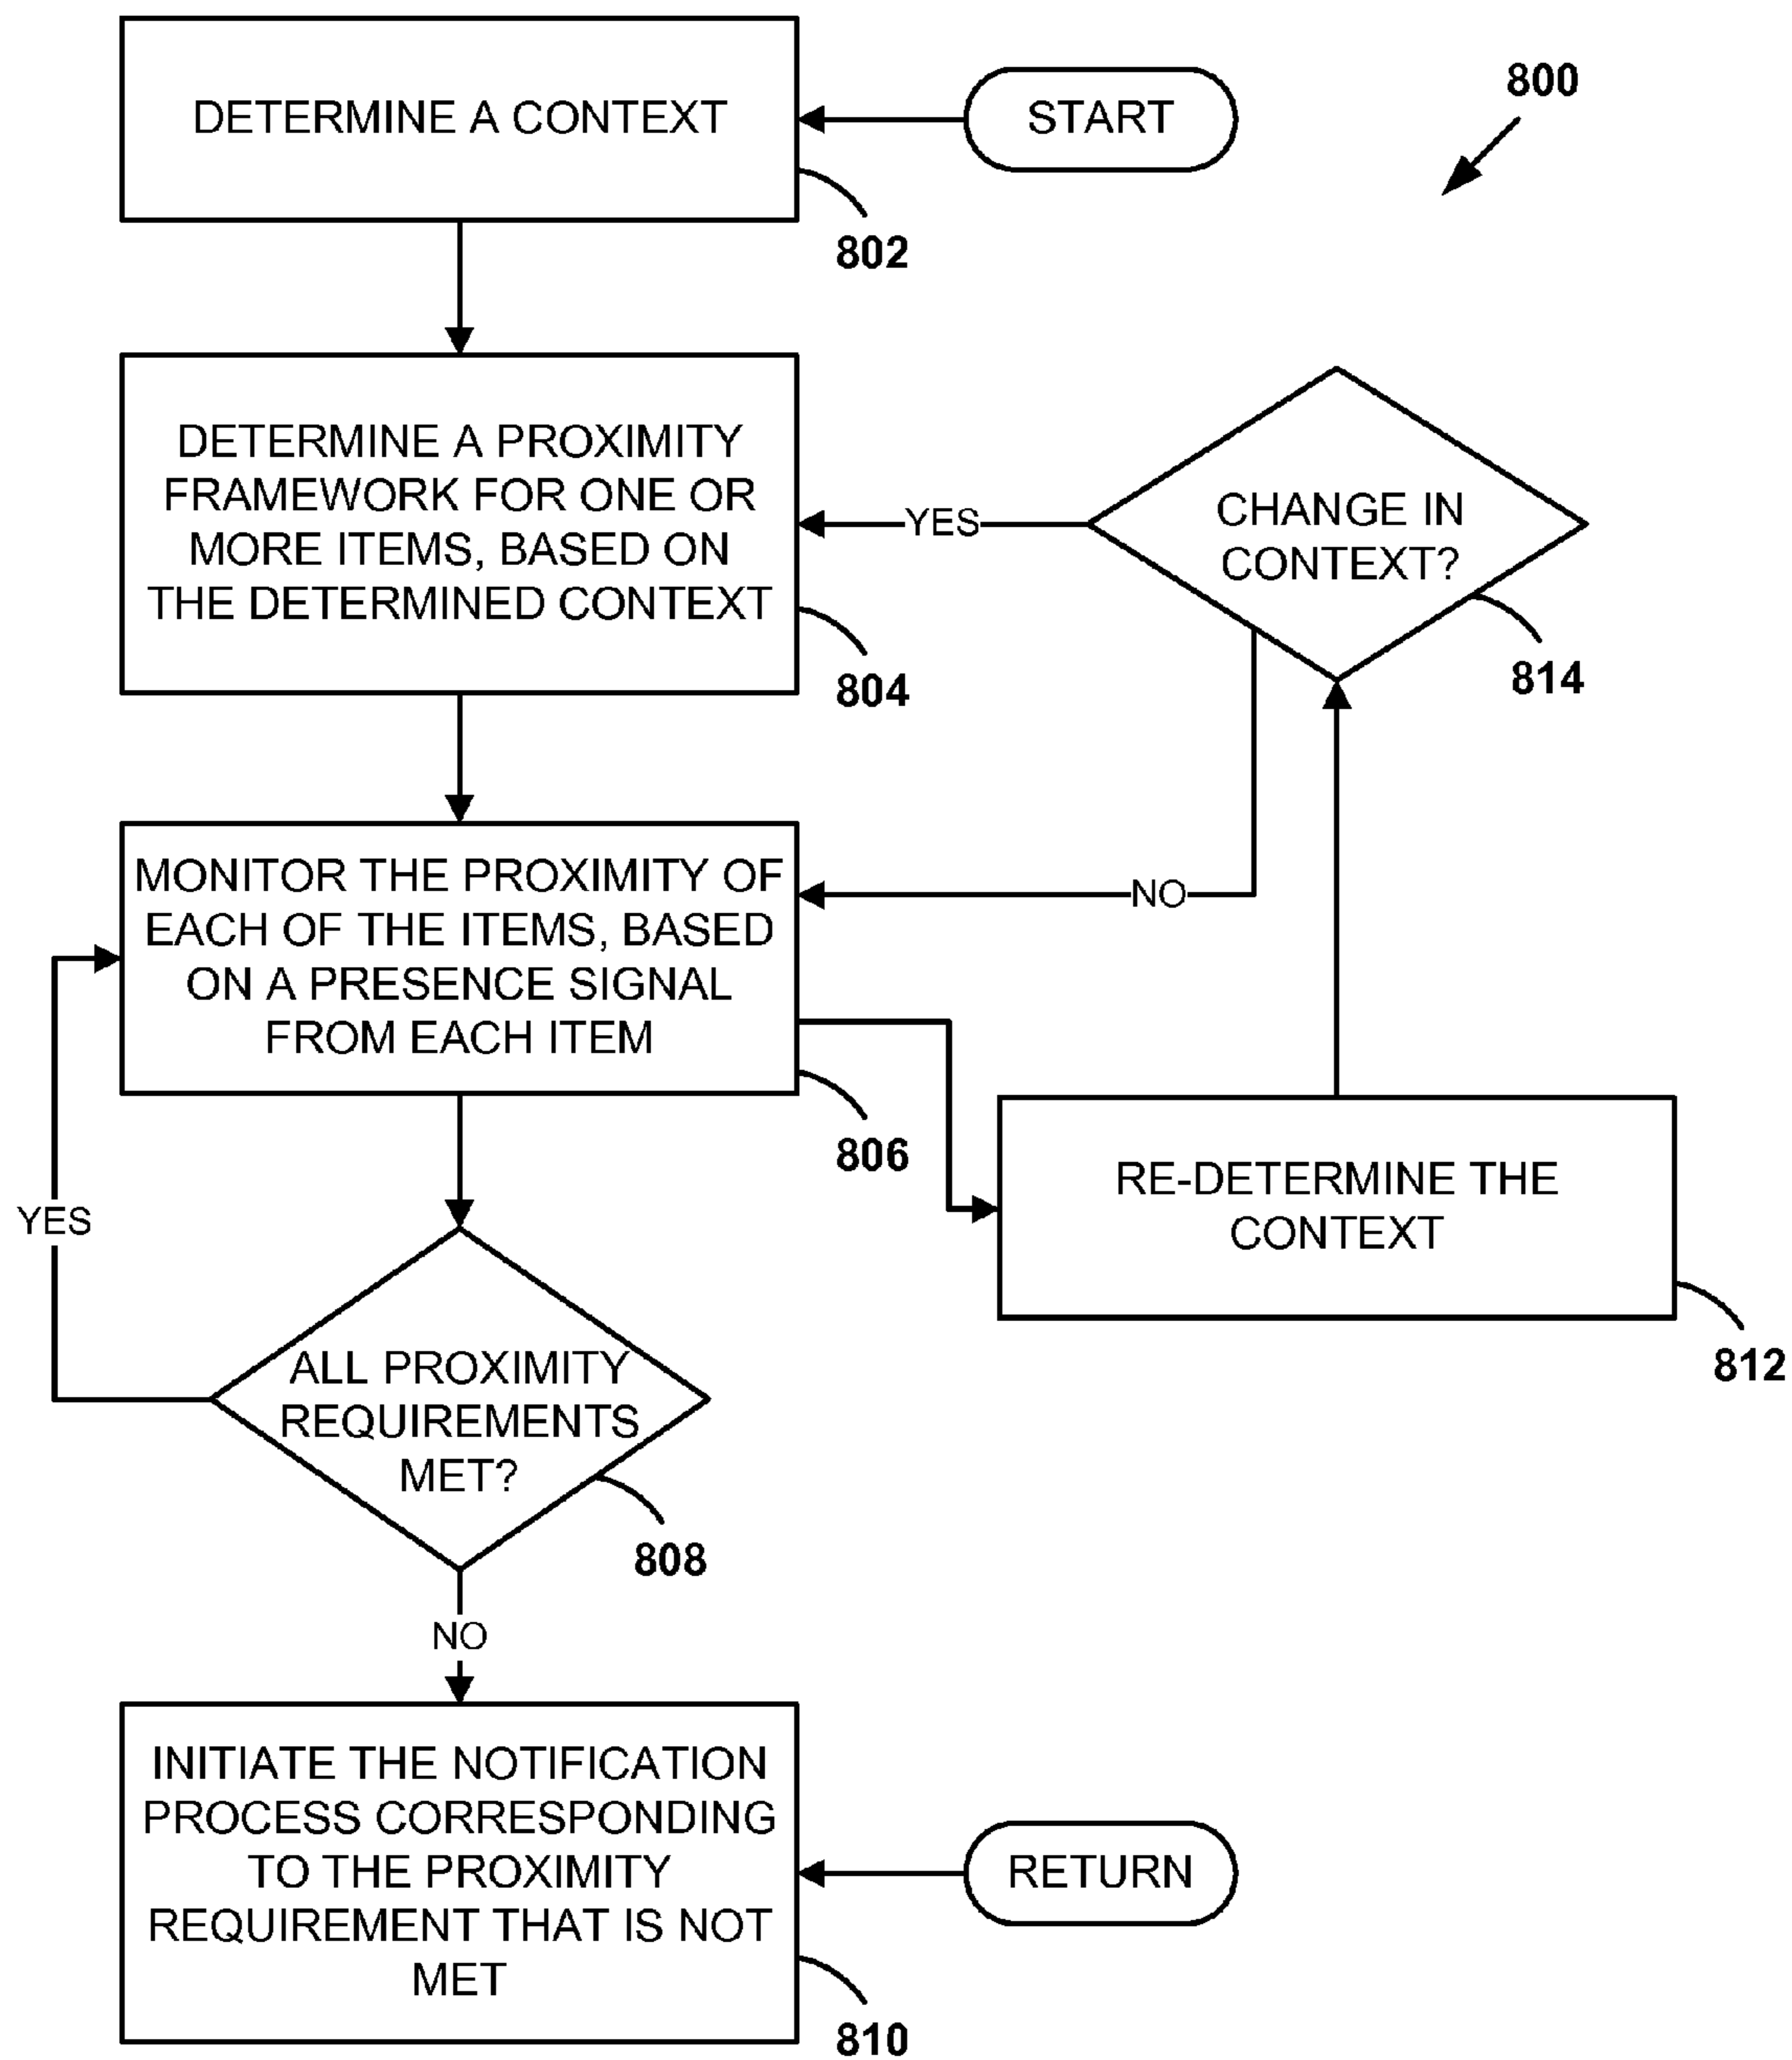 DETERMINE A CONTEXT
START
800
802
DETERMINE A PROXIMITY
FRAMEWORK FOR ONE OR
MORE ITEMS, BASED ON
THE DETERMINED CONTEXT
804
YES
CHANGE IN
CONTEXT?
814
MONITOR THE PROXIMITY OF
EACH OF THE ITEMS, BASED
ON A PRESENCE SIGNAL
FROM EACH ITEM
806
NO
RE-DETERMINE THE
CONTEXT
812
YES
ALL PROXIMITY
REQUIREMENTS
MET?
808
NO
INITIATE THE NOTIFICATION
PROCESS CORRESPONDING
TO THE PROXIMITY
REQUIREMENT THAT IS NOT
MET
810
RETURN